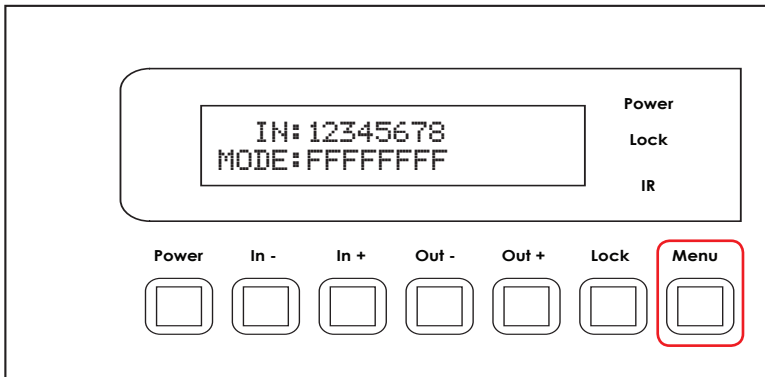 IN:12345678
MODE:FFFFFFFF
Power
Lock
IR
Power In - In + Out - Out + Lock Menu